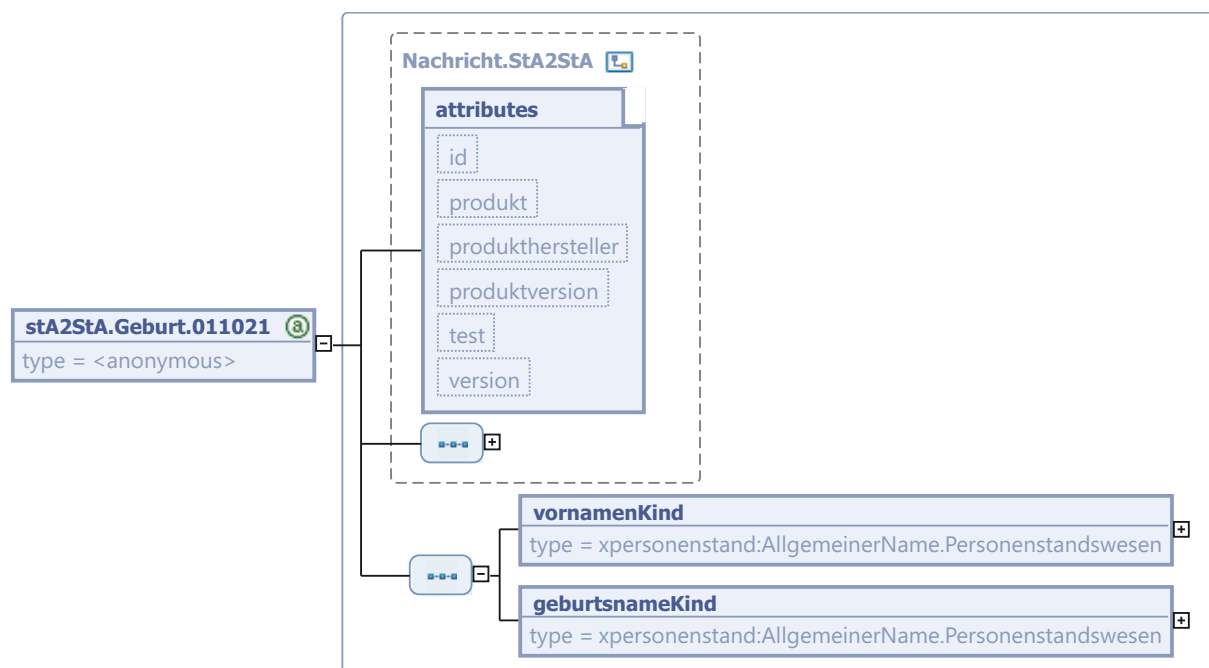 Nachricht.StA2StA
attributes
id
produkt
produkthersteller
produktversion
test
version
stA2StA.Geburt.011021 a
type = <anonymous>
vornamenKind
type = xpersonenstand:AllgemeinerName.Personenstandswesen
geburtsnameKind
type = xpersonenstand:AllgemeinerName.Personenstandswesen